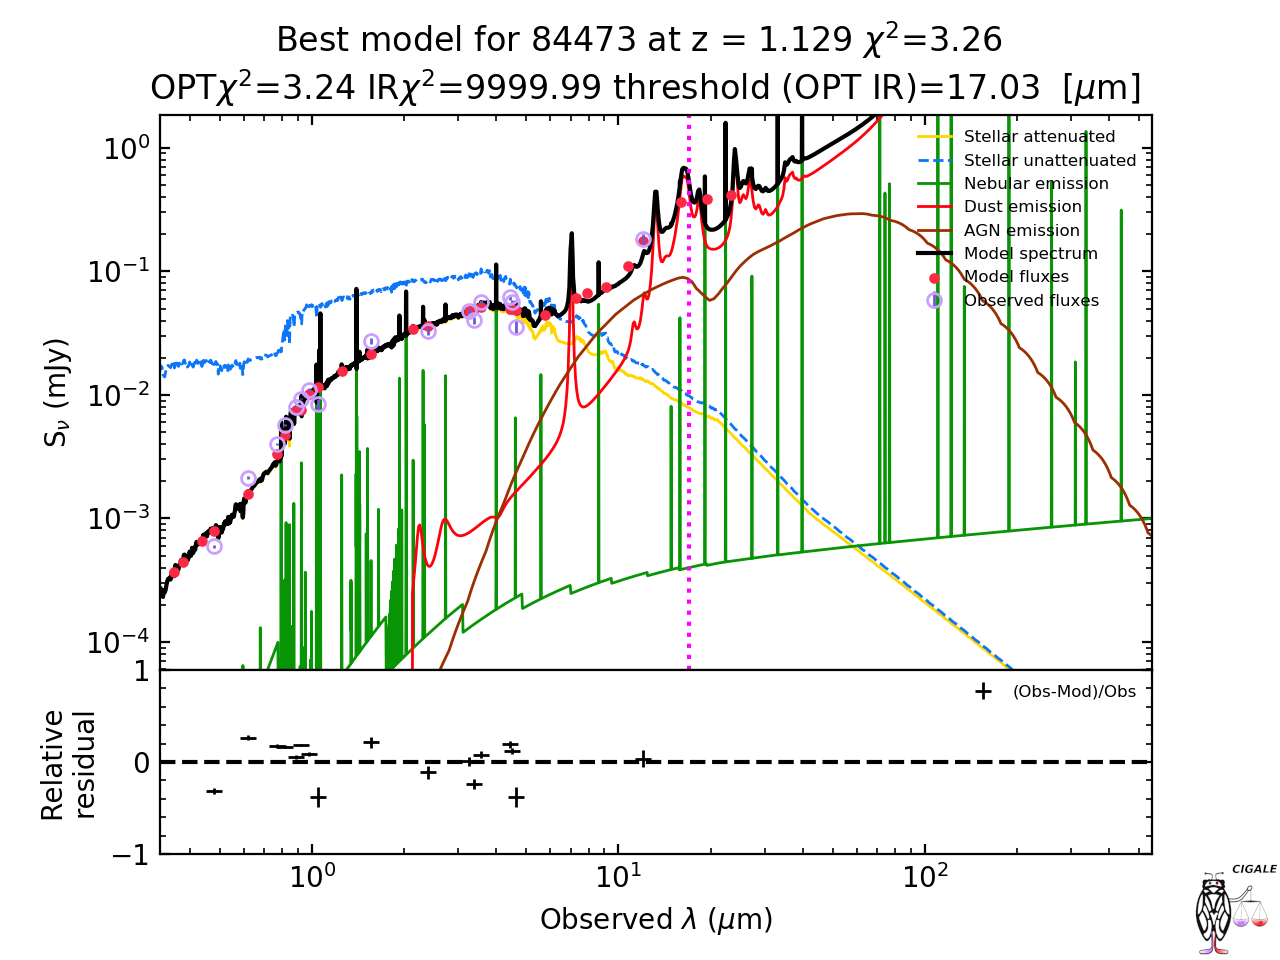 Best model for 84473 at z = 1.129 χ²=3.26
OPTχ²=3.24 IRχ²=9999.99 threshold (OPT IR)=17.03 [μm]
Stellar attenuated
Stellar unattenuated
Nebular emission
Dust emission
AGN emission
Model spectrum
Model fluxes
Observed fluxes
10⁰
10⁻¹
10⁻²
10⁻³
10⁻⁴
Sν (mJy)
1
0
−1
Relative
residual
(Obs-Mod)/Obs
10⁰
10¹
10²
Observed λ (μm)
CIGALE